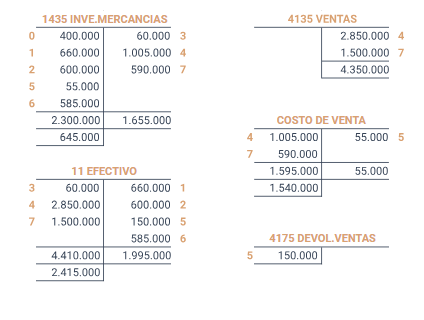 1435 INVE.MERCANCIAS
0 400.000 60.000 3
1 660.000 1.005.000 4
2 600.000 590.000 7
5 55.000
6 585.000
2.300.000 1.655.000
645.000
11 EFECTIVO
3 60.000 660.000 1
4 2.850.000 600.000 2
7 1.500.000 150.000 5
585.000 6
4.410.000 1.995.000
2.415.000
4135 VENTAS
2.850.000 4
1.500.000 7
4.350.000
COSTO DE VENTA
4 1.005.000 55.000 5
7 590.000
1.595.000 55.000
1.540.000
4175 DEVOL.VENTAS
5 150.000